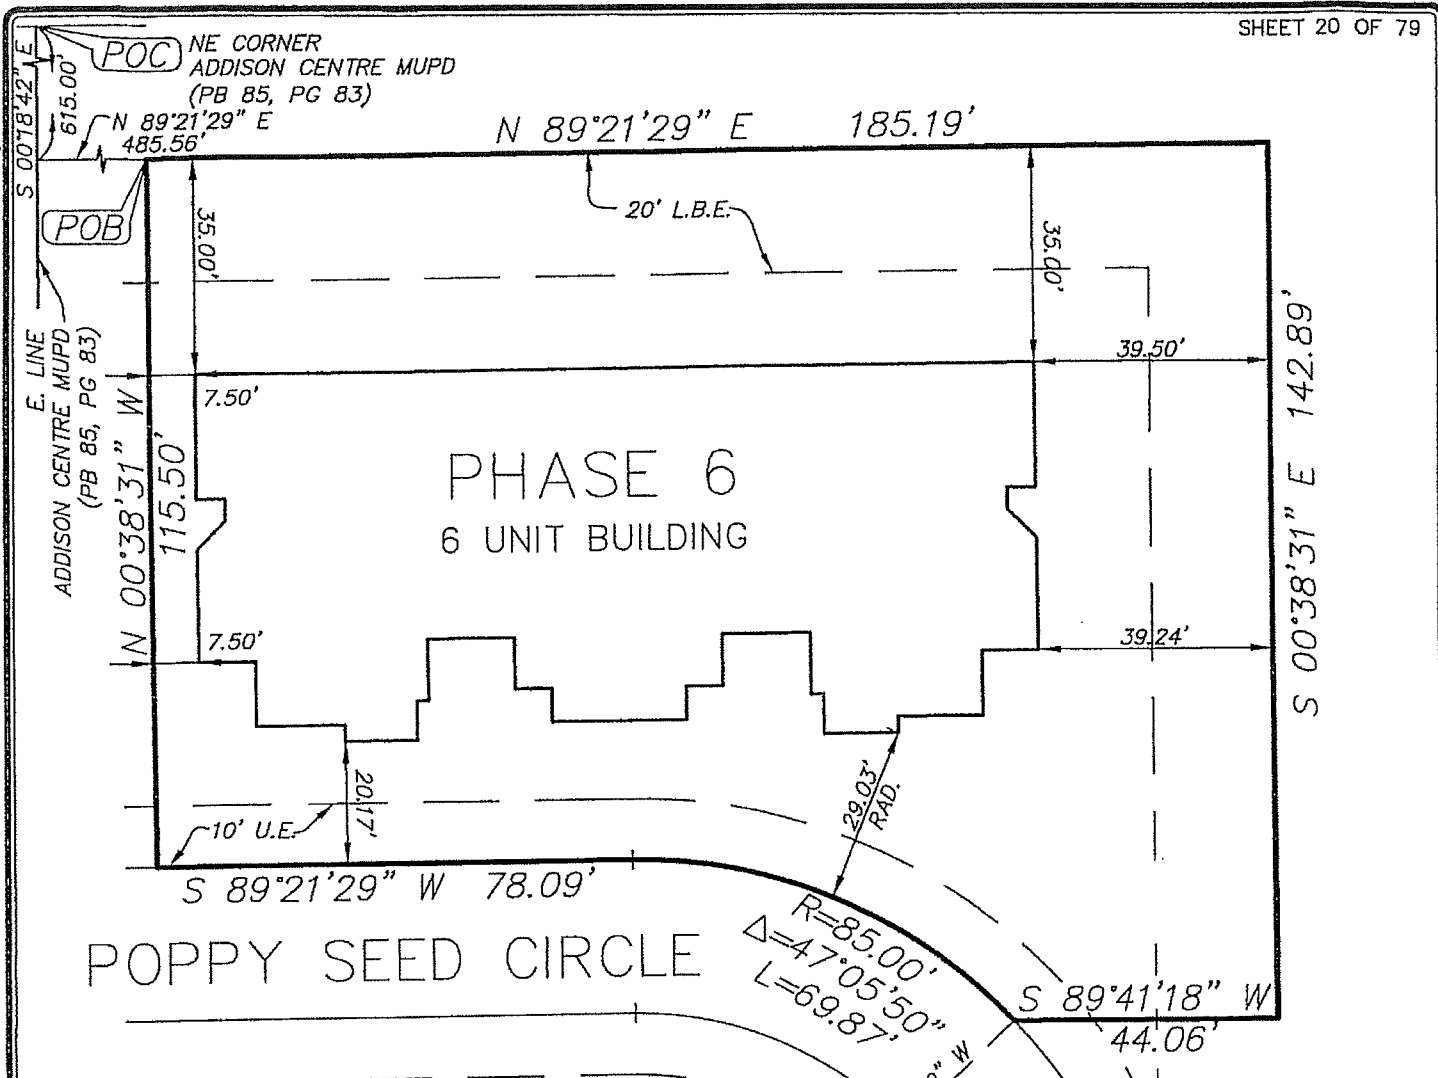 SHEET 20 OF 79
POC
NE CORNER
ADDISON CENTRE MUPD
(PB 85, PG 83)
S 00°18'42" E
615.00'
N 89°21'29" E
485.56'
N 89°21'29" E 185.19'
POB
35.00'
20' L.B.E.
35.00'
E. LINE
ADDISON CENTRE MUPD
(PB 85, PG 83)
39.50'
7.50'
N 00°38'31" W
115.50'
S 00°38'31" E 142.89'
PHASE 6
6 UNIT BUILDING
7.50'
39.24'
20.17'
29.03'
RAD.
10' U.E.
S 89°21'29" W 78.09'
POPPY SEED CIRCLE
R=85.00'
Δ=47°05'50"
L=69.87'
S 89°41'18" W
44.06'
" W